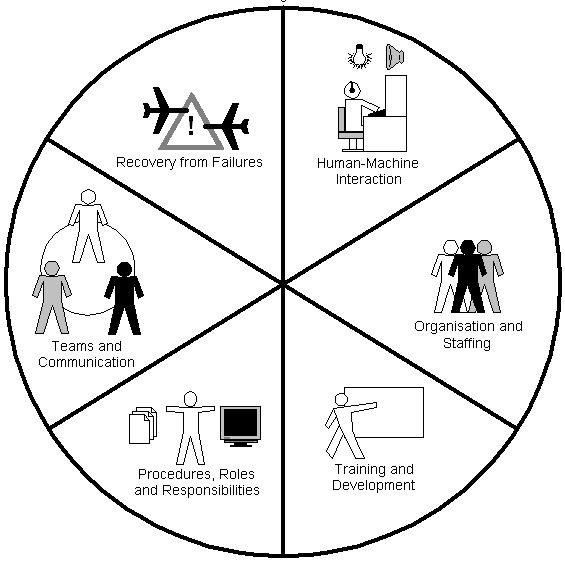 !
Recovery from Failures
Human-Machine
Interaction
Organisation and
Staffing
Training and
Development
Procedures, Roles
and Responsibilities
Teams and
Communication